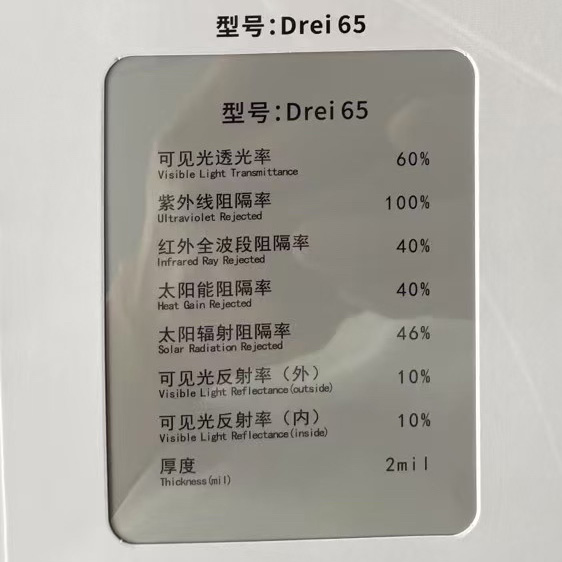 型号:Drei 65
型号:Drei 65
可见光透光率 60%
Visible Light Transmittance
紫外线阻隔率 100%
Ultraviolet Rejected
红外全波段阻隔率 40%
Infrared Ray Rejected
太阳能阻隔率 40%
Heat Gain Rejected
太阳辐射阻隔率 46%
Solar Radiation Rejected
可见光反射率（外） 10%
Visible Light Reflectance(outside)
可见光反射率（内） 10%
Visible Light Reflectance(inside)
厚度 2mil
Thickness(mil)